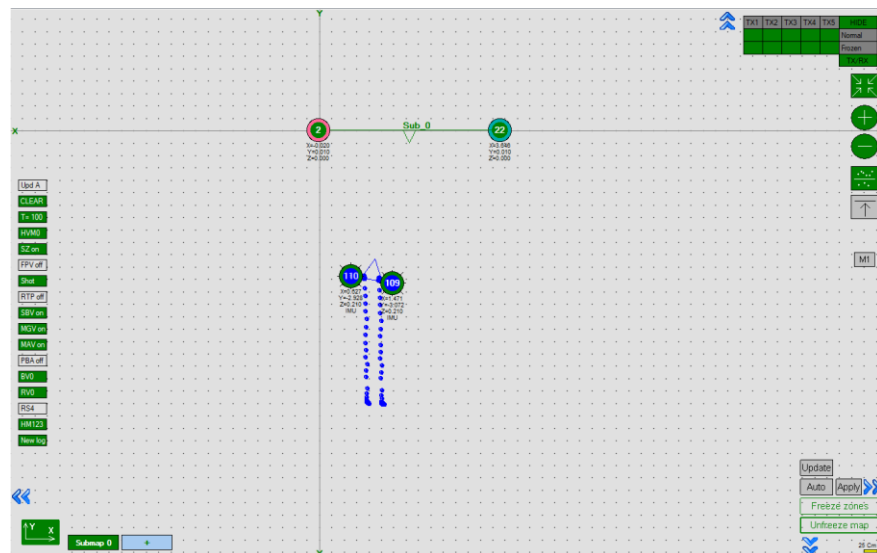 Y
TX1 TX2 TX3 TX4 TX5 HIDE
Normal
Frozen
TX/RX
X
2
Sub_0
22
X=-0.020
Y=0.010
Z=0.000
X=3.646
Y=0.010
Z=0.000
Upd A
CLEAR
T= 100
HVM0
SZ on
FPV off
Shot
RTP off
SBV on
MGV on
MAV on
PBA off
BV0
RV0
RS4
HM123
New log
M1
110
109
X=0.627
Y=-2.928
Z=0.210
IMU
X=1.471
Y=-3.072
Z=0.210
IMU
Update
Auto Apply
Freeze zones
Unfreeze map
Y X
Submap 0 +
Y
25 Cm